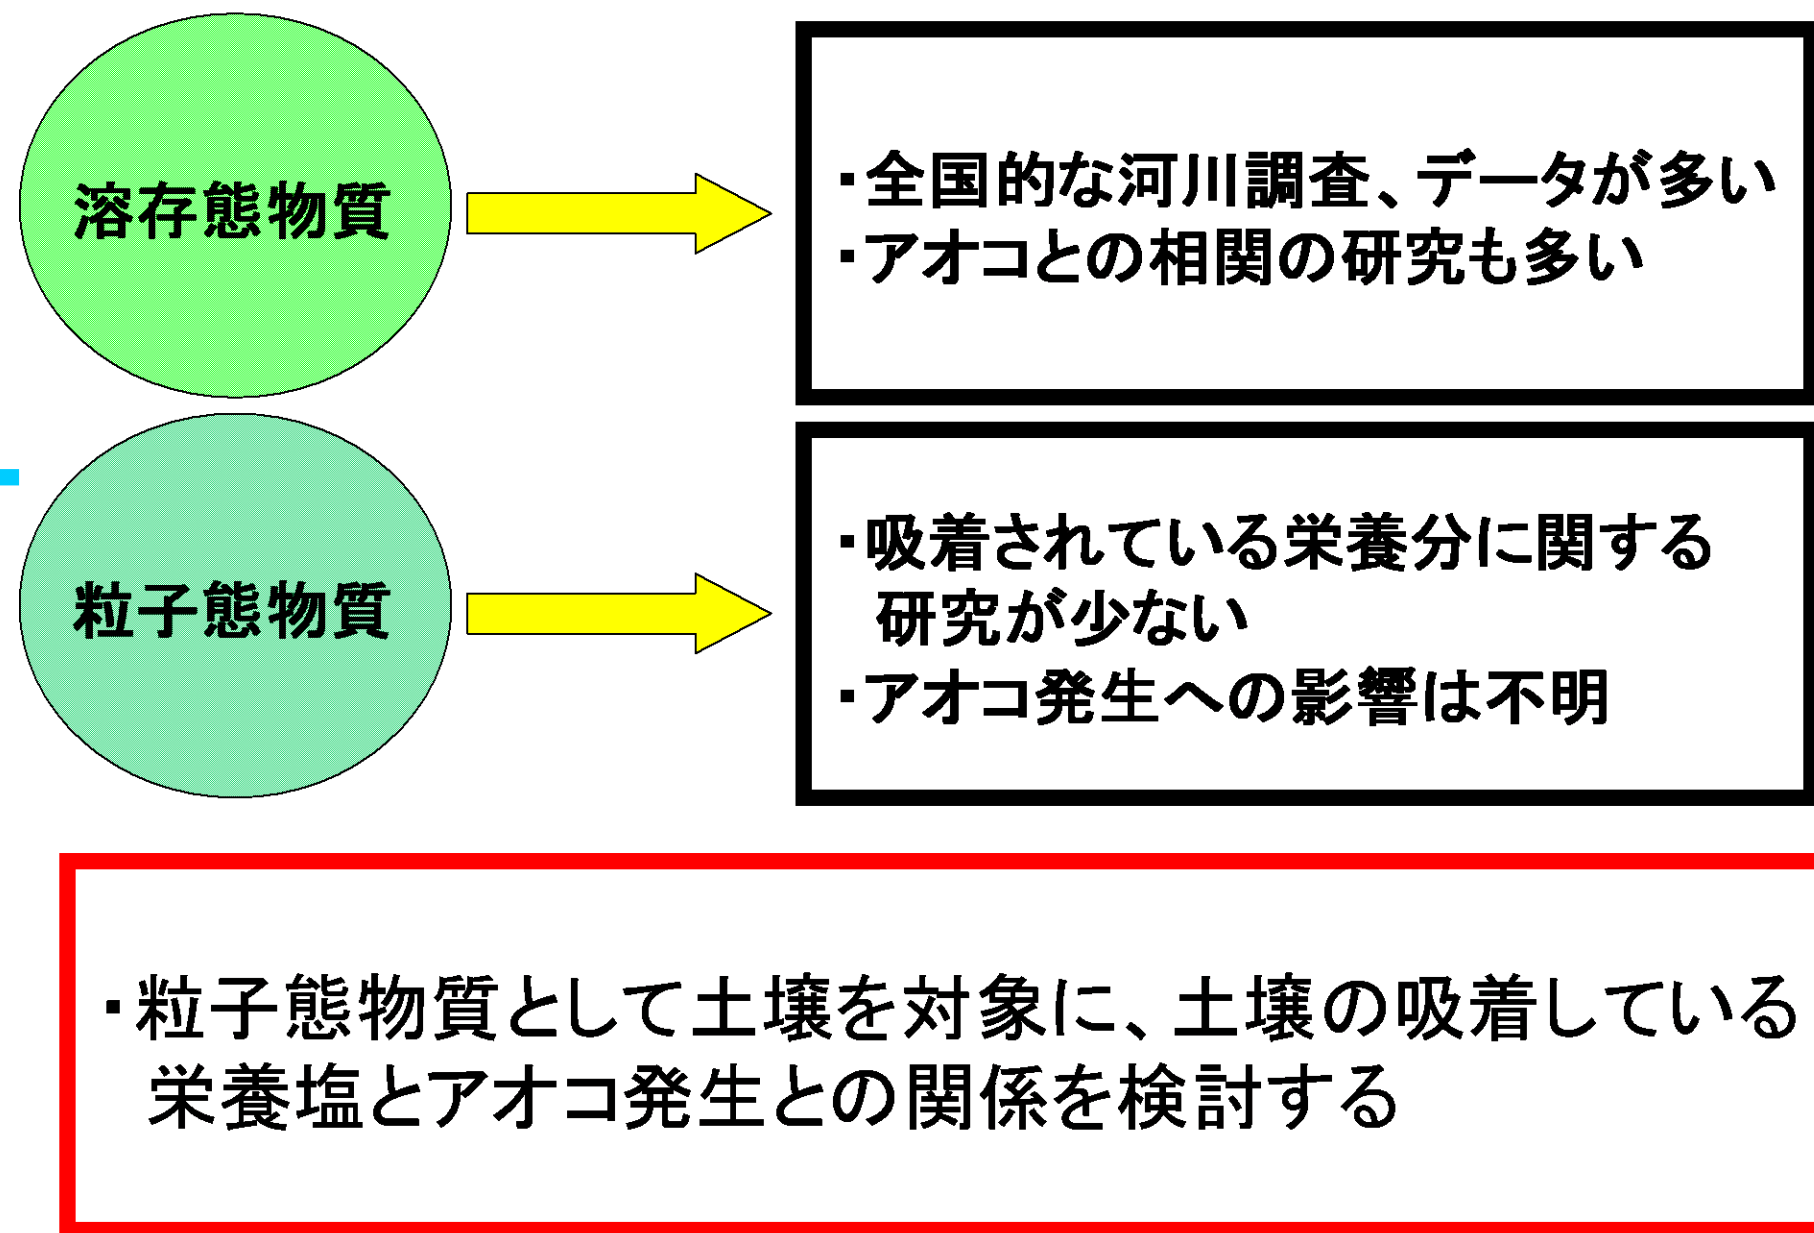 溶存態物質
・全国的な河川調査、データが多い
・アオコとの相関の研究も多い
粒子態物質
・吸着されている栄養分に関する
研究が少ない
・アオコ発生への影響は不明
・粒子態物質として土壌を対象に、土壌の吸着している
栄養塩とアオコ発生との関係を検討する